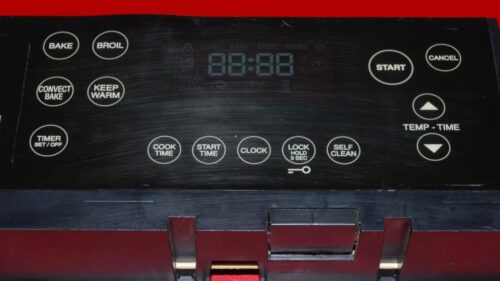 BAKE
BROIL
CONVECT
BAKE
KEEP
WARM
TIMER
SET/OFF
88:88
CLEAN
COOK
TIME
START
TIME
CLOCK
LOCK
HOLD
3 SEC
SELF
CLEAN
START
CANCEL
TEMP - TIME